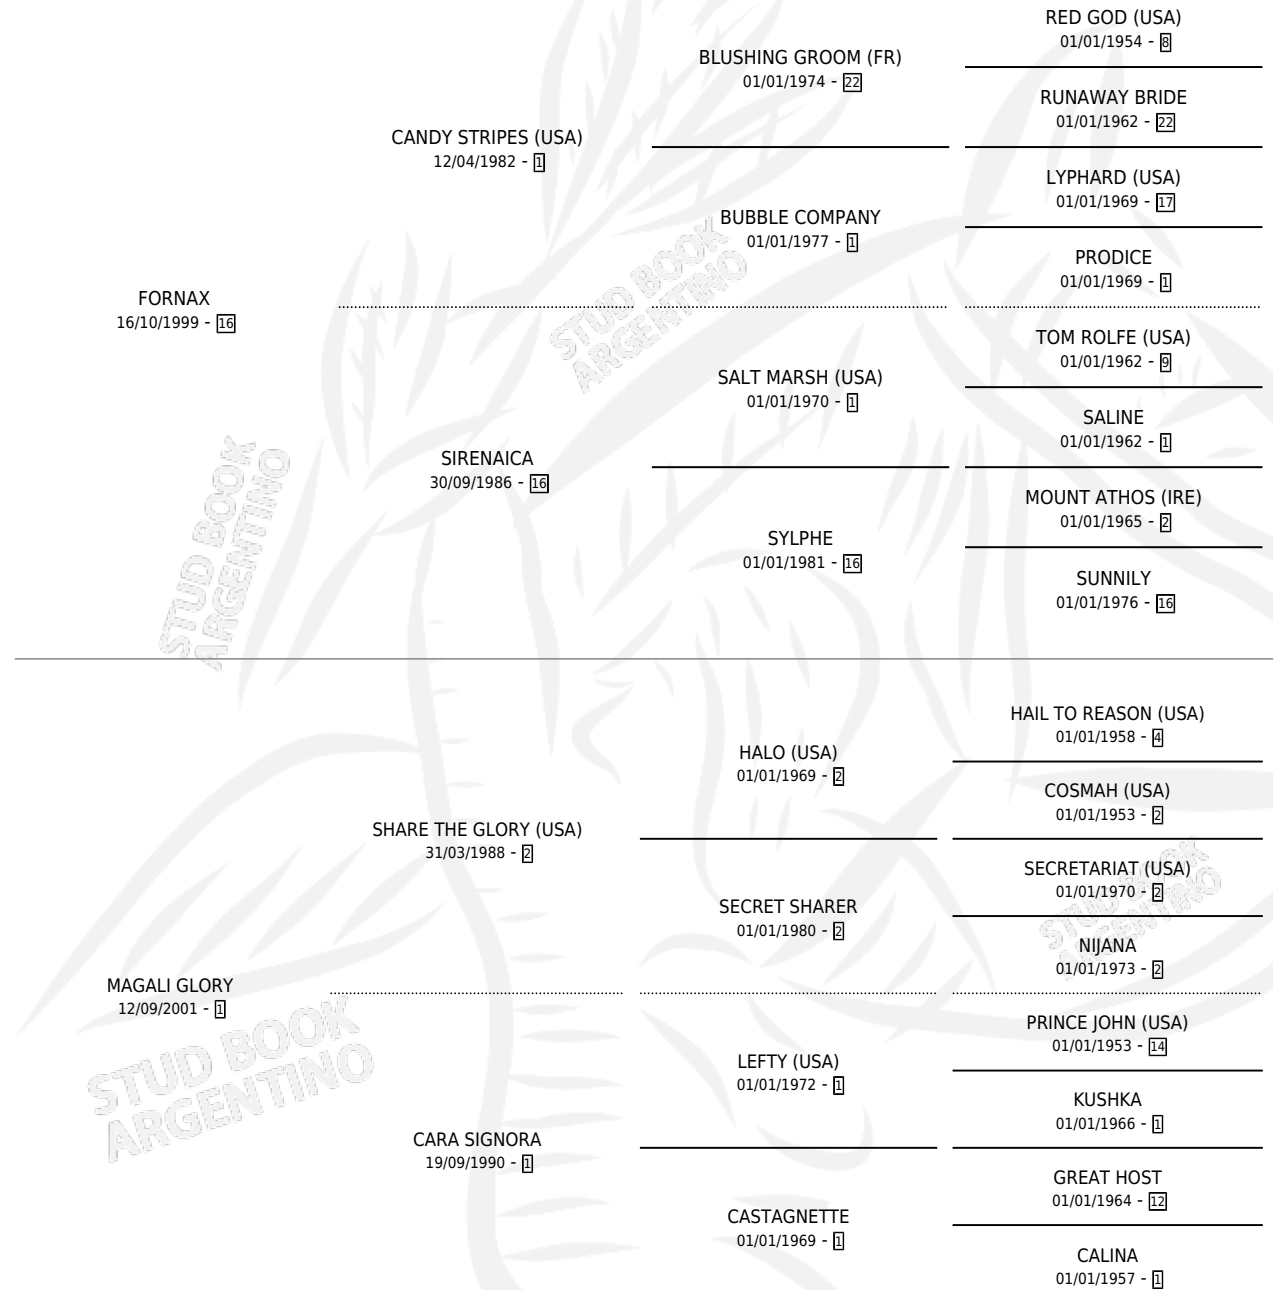 RED GOD (USA)
01/01/1954 - 8
BLUSHING GROOM (FR)
01/01/1974 - 22
RUNAWAY BRIDE
01/01/1962 - 22
CANDY STRIPES (USA)
12/04/1982 - 1
LYPHARD (USA)
01/01/1969 - 17
BUBBLE COMPANY
01/01/1977 - 1
PRODICE
01/01/1969 - 1
FORNAX
16/10/1999 - 16
STUD BOOK
ARGENTINO
TOM ROLFE (USA)
01/01/1962 - 9
SALT MARSH (USA)
01/01/1970 - 1
SALINE
01/01/1962 - 1
SIRENAICA
30/09/1986 - 16
MOUNT ATHOS (IRE)
01/01/1965 - 2
SYLPHE
01/01/1981 - 16
SUNNILY
01/01/1976 - 16
STUD BOOK
ARGENTINO
HAIL TO REASON (USA)
01/01/1958 - 4
HALO (USA)
01/01/1969 - 2
COSMAH (USA)
01/01/1953 - 2
SHARE THE GLORY (USA)
31/03/1988 - 2
SECRETARIAT (USA)
01/01/1970 - 2
SECRET SHARER
01/01/1980 - 2
STUD BOOK
ARGENTINO
NIJANA
01/01/1973 - 2
MAGALI GLORY
12/09/2001 - 1
PRINCE JOHN (USA)
01/01/1953 - 14
STUD BOOK
ARGENTINO
LEFTY (USA)
01/01/1972 - 1
KUSHKA
01/01/1966 - 1
CARA SIGNORA
19/09/1990 - 1
GREAT HOST
01/01/1964 - 12
CASTAGNETTE
01/01/1969 - 1
CALINA
01/01/1957 - 1